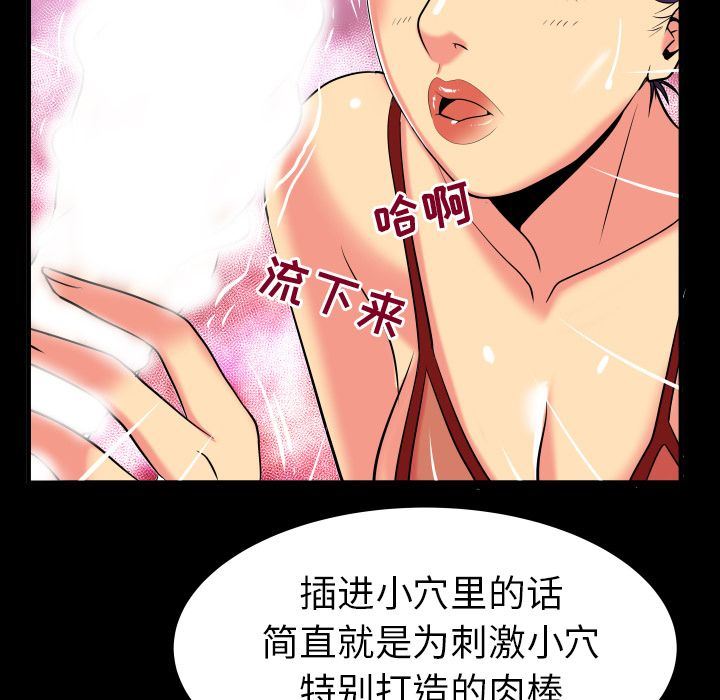 哈啊
流下来
插进小穴里的话
简直就是为刺激小穴
特别打造的肉棒